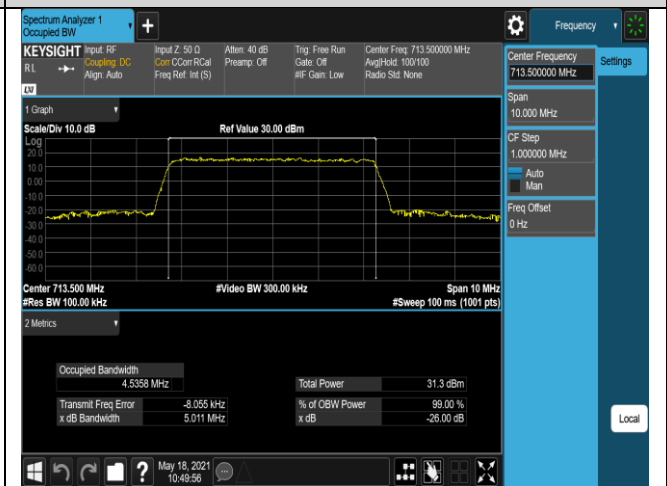 Spectrum Analyzer 1
Occupied BW
+
Frequency
KEYSIGHT
RL
LXI
Input: RF
Coupling: DC
Align: Auto
Input Z: 50 Ω
Corr CCorr RCal
Freq Ref: Int (S)
Atten: 40 dB
Preamp: Off
Trig: Free Run
Gate: Off
#IF Gain: Low
Center Freq: 713.500000 MHz
Avg|Hold: 100/100
Radio Std: None
Center Frequency
713.500000 MHz
Settings
Span
10.000 MHz
CF Step
1.000000 MHz
Auto
Man
Freq Offset
0 Hz
Local
1 Graph
Scale/Div 10.0 dB
Ref Value 30.00 dBm
Log
20.0
10.0
0.00
-10.0
-20.0
-30.0
-40.0
-50.0
-60.0
Center 713.500 MHz
#Video BW 300.00 kHz
Span 10 MHz
#Res BW 100.00 kHz
#Sweep 100 ms (1001 pts)
2 Metrics
Occupied Bandwidth
4.5358 MHz
Total Power 31.3 dBm
Transmit Freq Error -8.055 kHz
% of OBW Power 99.00 %
x dB Bandwidth 5.011 MHz
x dB -26.00 dB
?
May 18, 2021
10:49:56